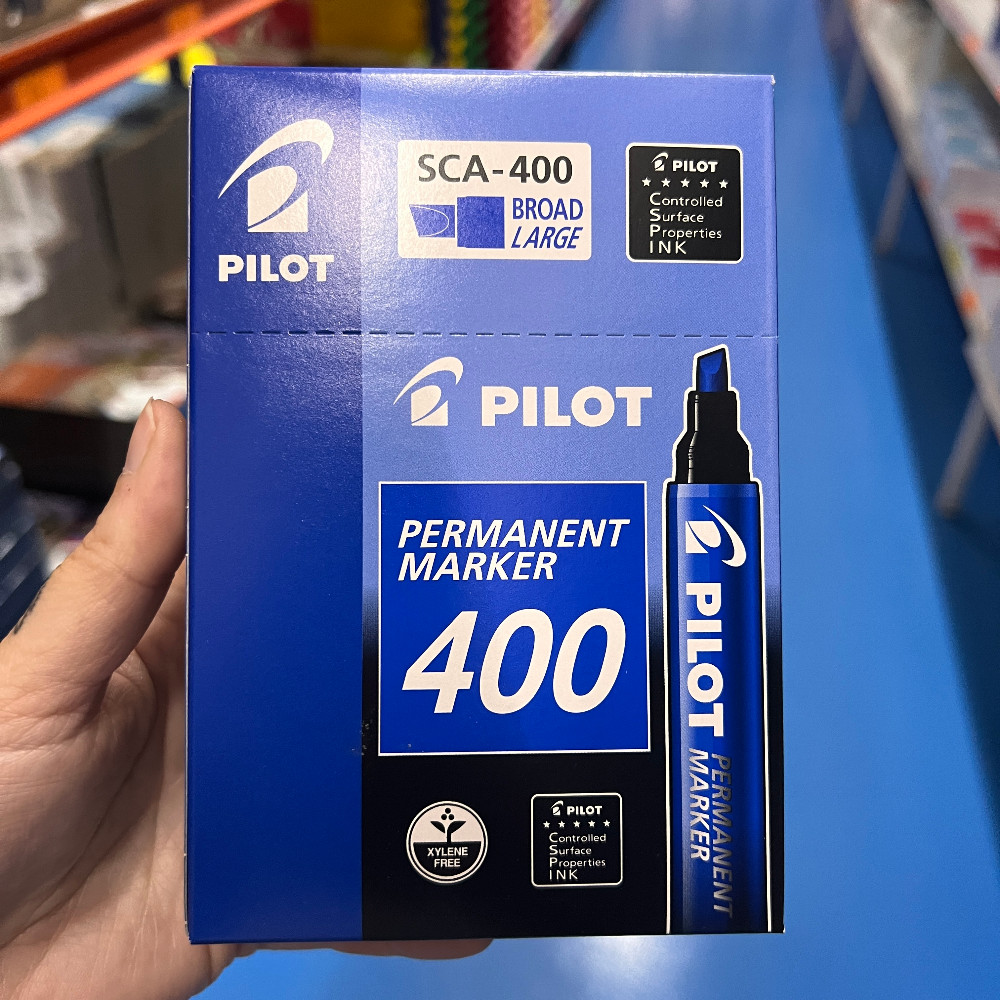 PILOT
SCA-400
BROAD
LARGE
PILOT
Controlled
Surface
Properties
INK
PILOT
PERMANENT
MARKER
400
PILOT
PERMANENT
MARKER
XYLENE
FREE
PILOT
Controlled
Surface
Properties
INK